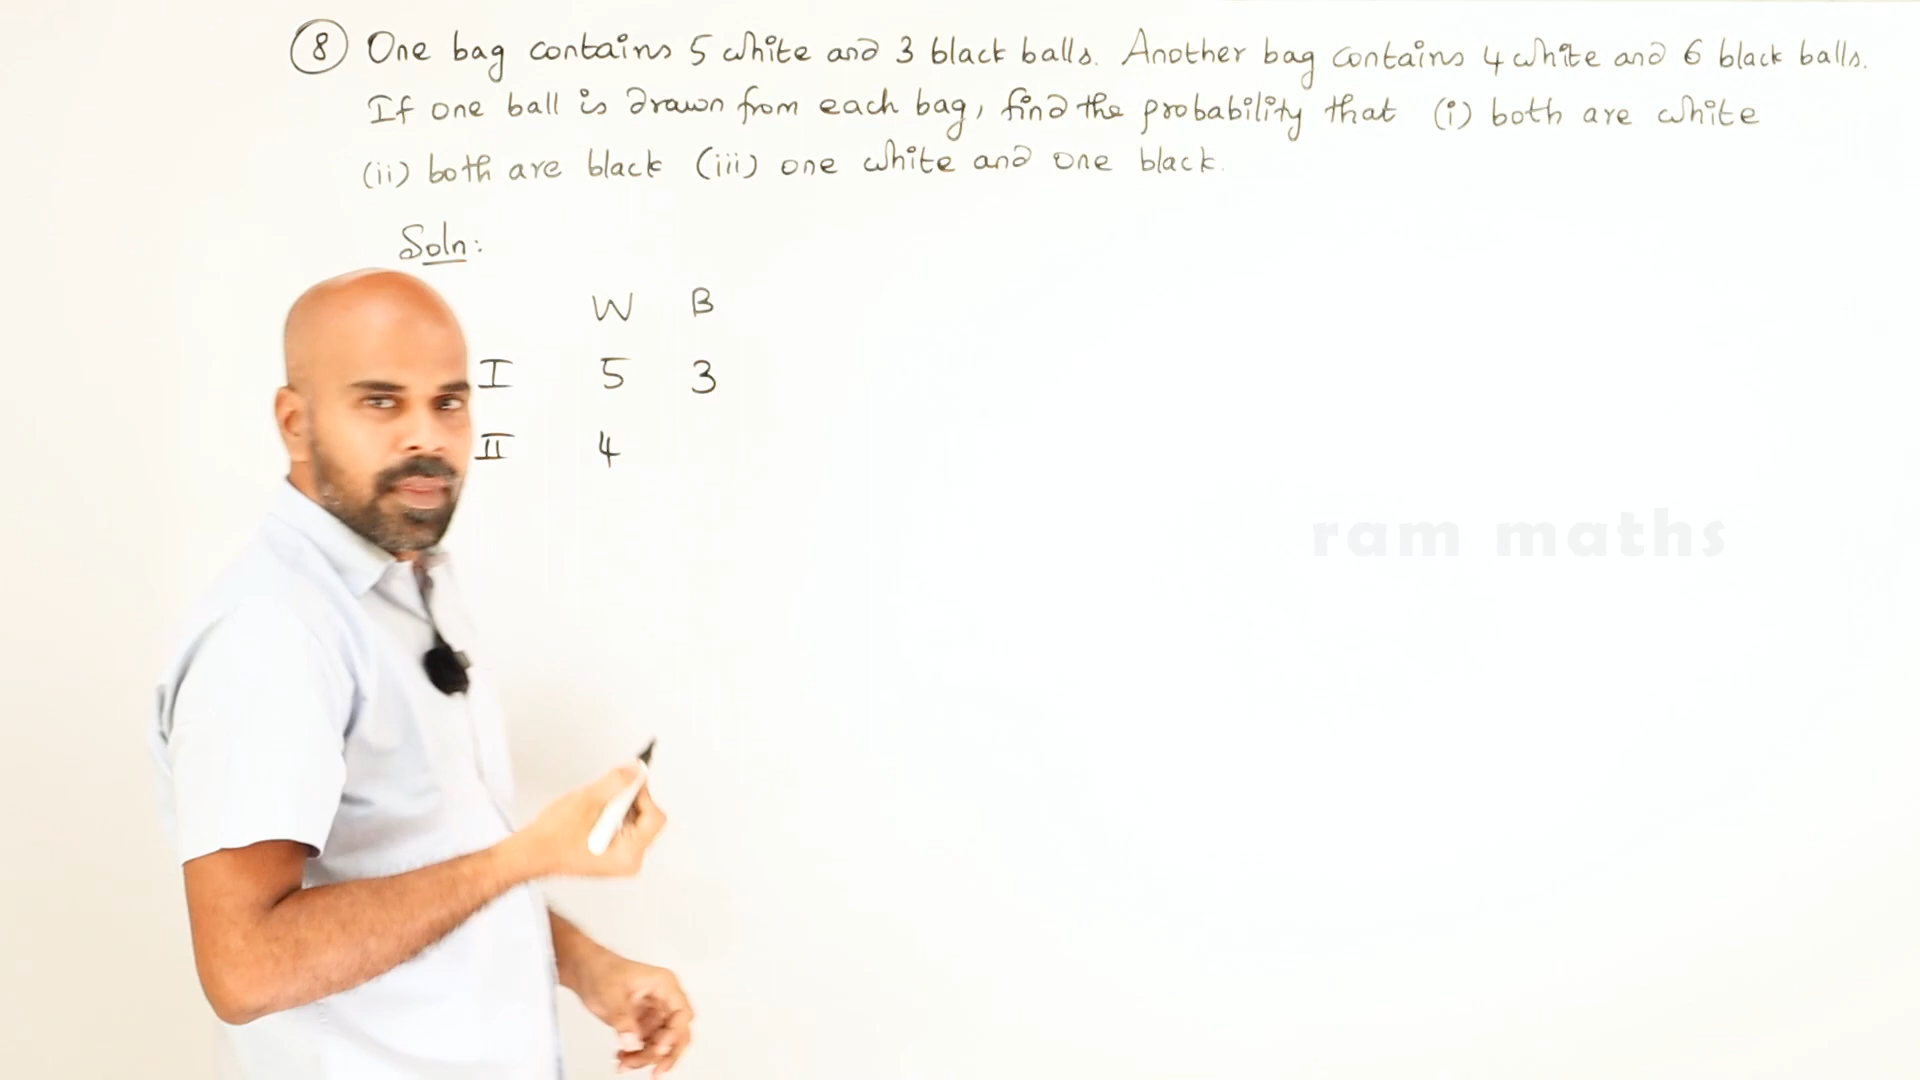 8 One bag contains 5 white and 3 black balls. Another bag contains 4 white and 6 black balls.
If one ball is drawn from each bag, find the probability that (i) both are white
(ii) both are black (iii) one white and one black.
Soln:
W B
I 5 3
II 4
ram maths